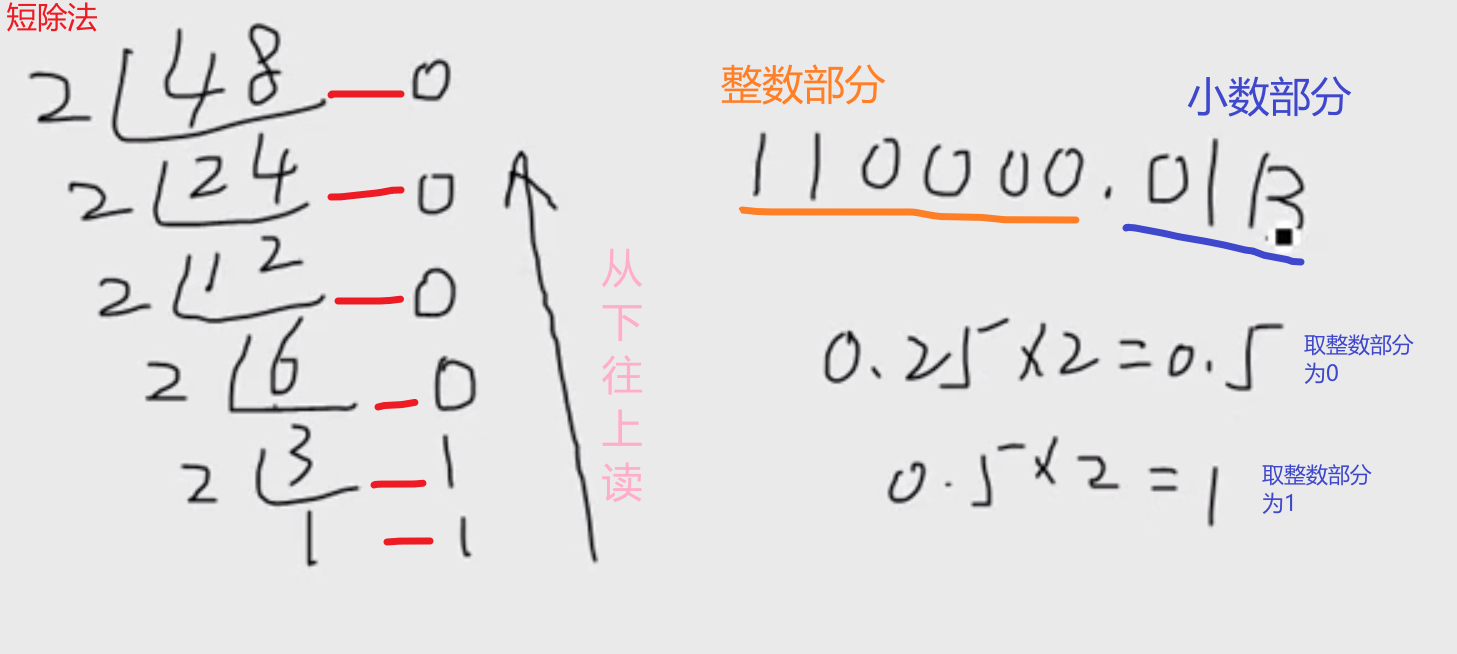 短除法
2 48 — 0
2 24 — 0
2 12 — 0
2 6 — 0
2 3 — 1
1 — 1
从下往上读
整数部分
小数部分
110000.01B
0.25×2=0.5
取整数部分
为0
0.5×2=1
取整数部分
为1